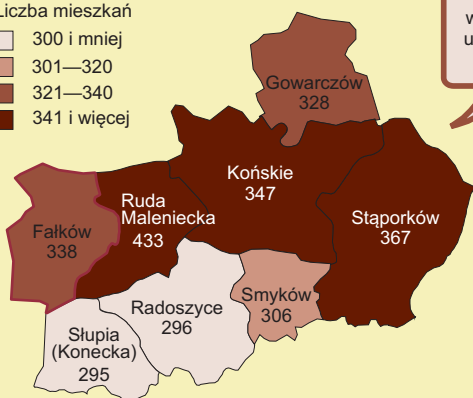 Liczba mieszkań
300 i mniej
301—320
321—340
341 i więcej
Gowarczów
328
Końskie
347
Ruda
Maleniecka
433
Stąporków
367
Fałków
338
Smyków
306
Radoszyce
296
Słupia
(Konecka)
295